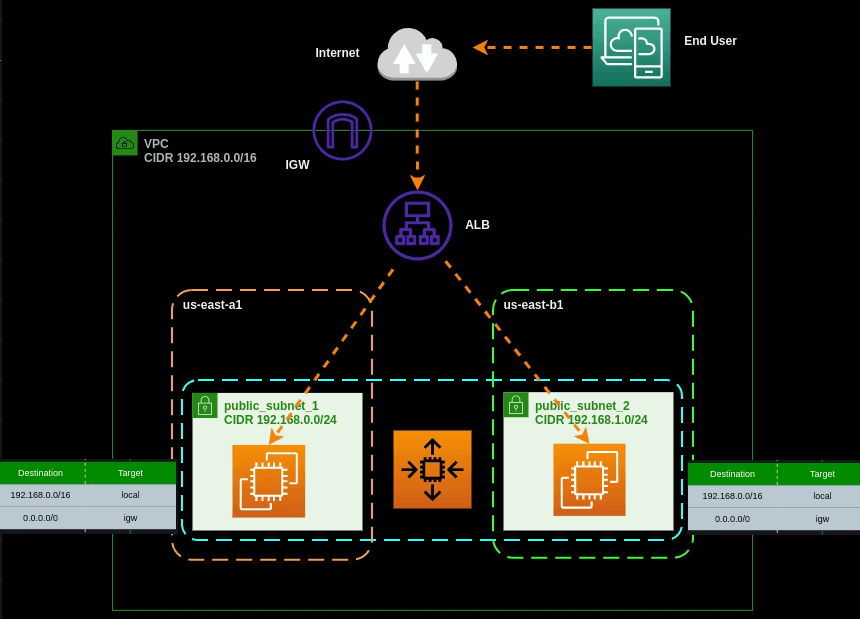 Internet
End User
VPC
CIDR 192.168.0.0/16
IGW
ALB
us-east-a1
us-east-b1
public_subnet_1
CIDR 192.168.0.0/24
public_subnet_2
CIDR 192.168.1.0/24
Destination Target
192.168.0.0/16 local
0.0.0.0/0 igw
Destination Target
192.168.0.0/16 local
0.0.0.0/0 igw